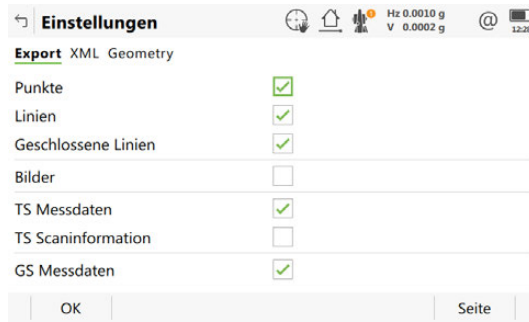 Einstellungen
Hz 0.0010 g
V 0.0002 g
@
Export XML Geometry
Punkte
Linien
Geschlossene Linien
Bilder
TS Messdaten
TS Scaninformation
GS Messdaten
OK
Seite